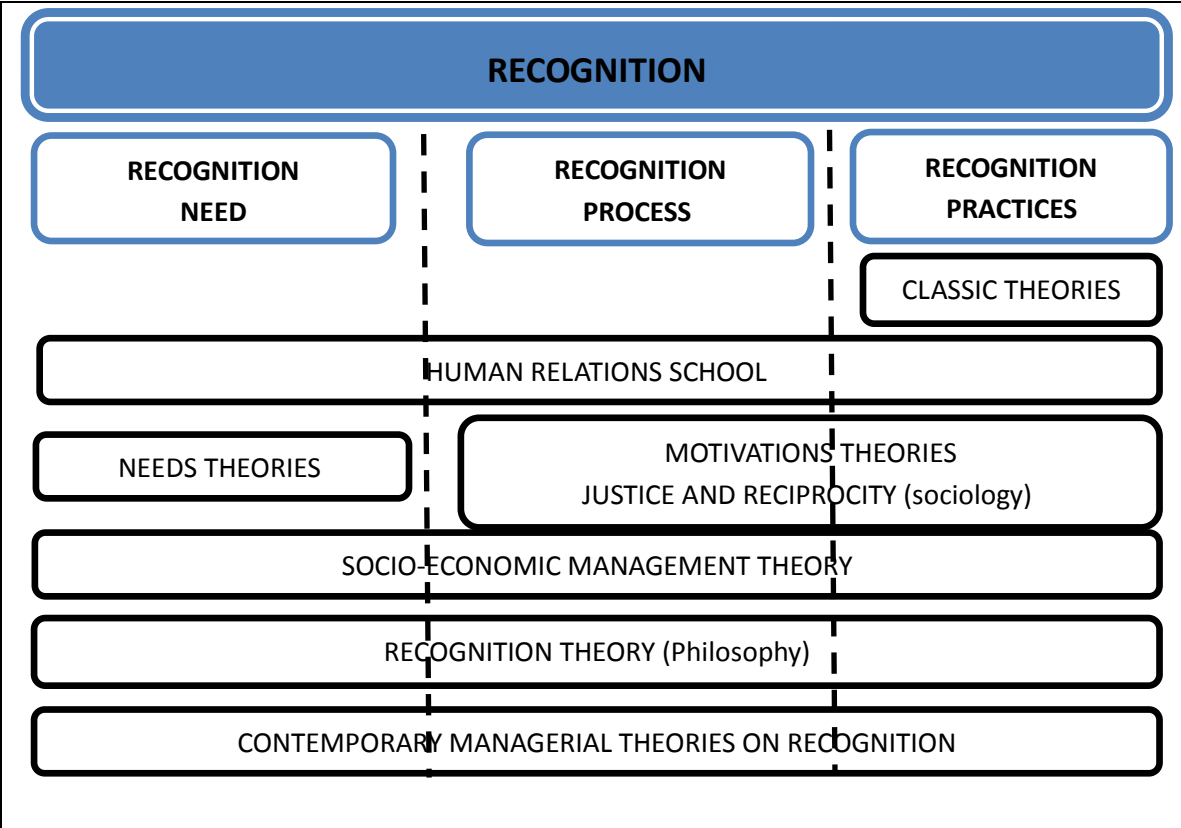 RECOGNITION
RECOGNITION
NEED
RECOGNITION
PROCESS
RECOGNITION
PRACTICES
CLASSIC THEORIES
HUMAN RELATIONS SCHOOL
NEEDS THEORIES
MOTIVATIONS THEORIES
JUSTICE AND RECIPROCITY (sociology)
SOCIO-ECONOMIC MANAGEMENT THEORY
RECOGNITION THEORY (Philosophy)
CONTEMPORARY MANAGERIAL THEORIES ON RECOGNITION